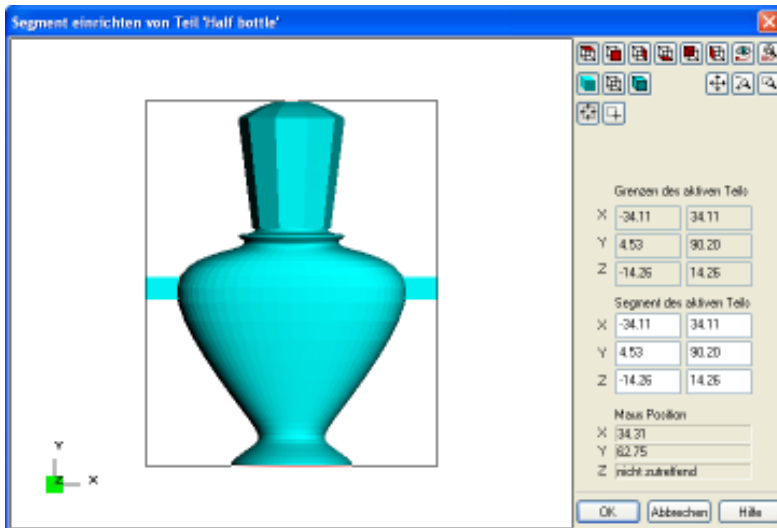 Segment einrichten von Teil 'Half bottle'
Grenzen des aktiven Teils
X -34.11 34.11
Y 4.53 90.20
Z -14.26 14.26
Segment des aktiven Teils
X -34.11 34.11
Y 4.53 90.20
Z -14.26 14.26
Maus Position
X 34.31
Y 62.75
Z nicht zutreffend
Y
Z X
OK Abbrechen Hilfe